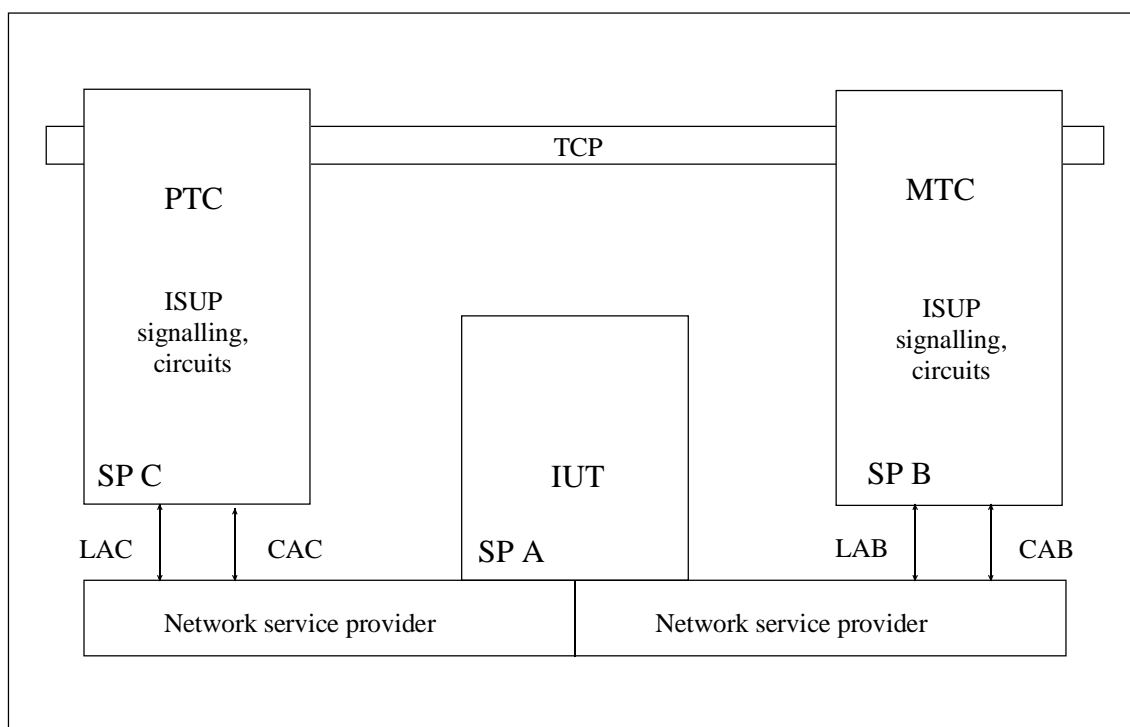 TCP
PTC
MTC
ISUP
signalling,
circuits
ISUP
signalling,
circuits
SP C
IUT
SP B
LAC
CAC
SP A
LAB
CAB
Network service provider
Network service provider